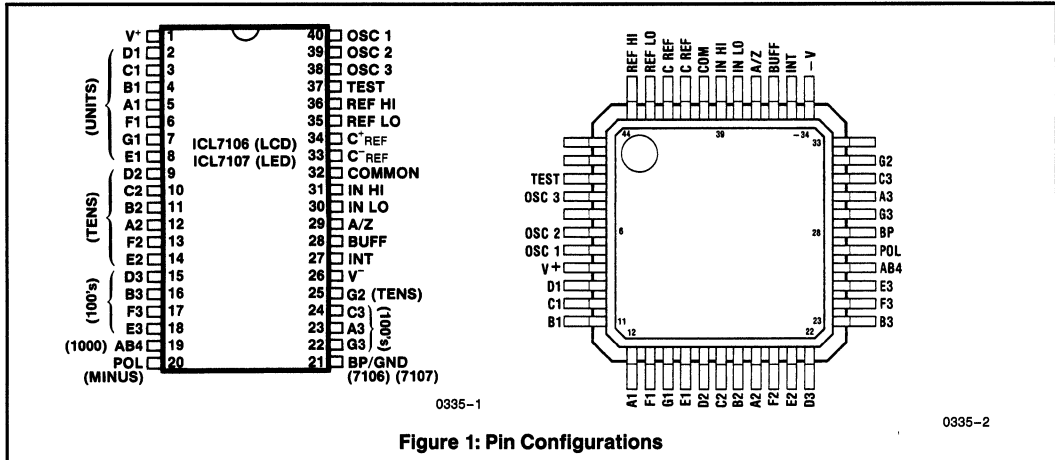 V+ 1
D1 2
C1 3
B1 4
A1 5
F1 6
G1 7
E1 8
(UNITS)
D2 9
C2 10
B2 11
A2 12
F2 13
E2 14
(TENS)
D3 15
B3 16
F3 17
E3 18
(100's)
(1000) AB4 19
POL 20
(MINUS)
ICL7106 (LCD)
ICL7107 (LED)
40 OSC 1
39 OSC 2
38 OSC 3
37 TEST
36 REF HI
35 REF LO
34 C+REF
33 C-REF
32 COMMON
31 IN HI
30 IN LO
29 A/Z
28 BUFF
27 INT
26 V-
25 G2 (TENS)
24 C3
23 A3
22 G3
(100's)
21 BP/GND
(7106) (7107)
0335-1
REF HI
REF LO
C REF
C REF
COM
IN HI
IN LO
A/Z
BUFF
INT
-V
44
39
-34
33
TEST
OSC 3
OSC 2
OSC 1
V+
D1
C1
B1
6
11
12
G2
C3
A3
G3
BP
POL
AB4
E3
F3
B3
28
23
22
A1
F1
G1
E1
D2
C2
B2
A2
F2
E2
D3
0335-2
Figure 1: Pin Configurations